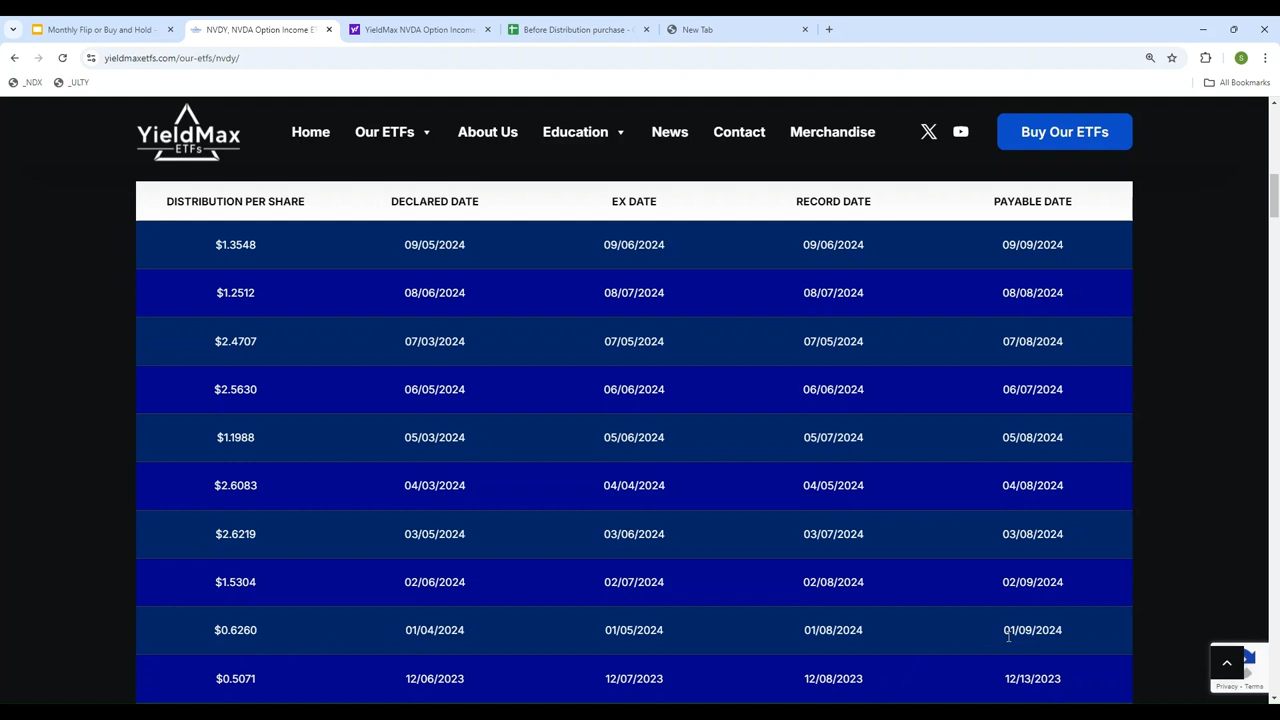 Monthly Flip or Buy and Hold -
NVDY, NVDA Option Income E
YieldMax NVDA Option Income
Before Distribution purchase -
New Tab
yieldmaxetfs.com/our-etfs/nvdy/
S
_NDX
_ULTY
All Bookmarks
YieldMax
ETFs
Home
Our ETFs
About Us
Education
News
Contact
Merchandise
Buy Our ETFs
DISTRIBUTION PER SHARE DECLARED DATE EX DATE RECORD DATE PAYABLE DATE
$1.3548 09/05/2024 09/06/2024 09/06/2024 09/09/2024
$1.2512 08/06/2024 08/07/2024 08/07/2024 08/08/2024
$2.4707 07/03/2024 07/05/2024 07/05/2024 07/08/2024
$2.5630 06/05/2024 06/06/2024 06/06/2024 06/07/2024
$1.1988 05/03/2024 05/06/2024 05/07/2024 05/08/2024
$2.6083 04/03/2024 04/04/2024 04/05/2024 04/08/2024
$2.6219 03/05/2024 03/06/2024 03/07/2024 03/08/2024
$1.5304 02/06/2024 02/07/2024 02/08/2024 02/09/2024
$0.6260 01/04/2024 01/05/2024 01/08/2024 01/09/2024
$0.5071 12/06/2023 12/07/2023 12/08/2023 12/13/2023
Privacy - Terms